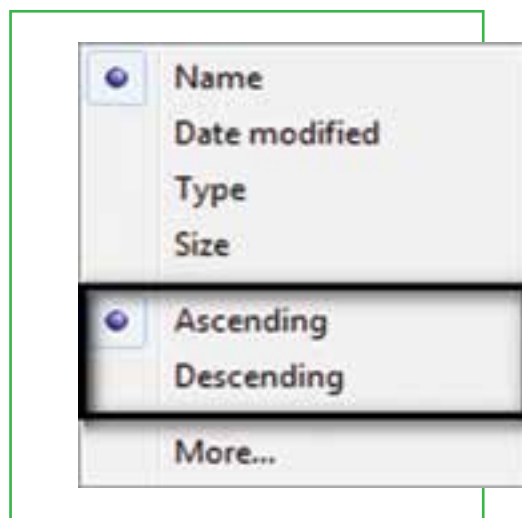 Name
Date modified
Type
Size
Ascending
Descending
More...